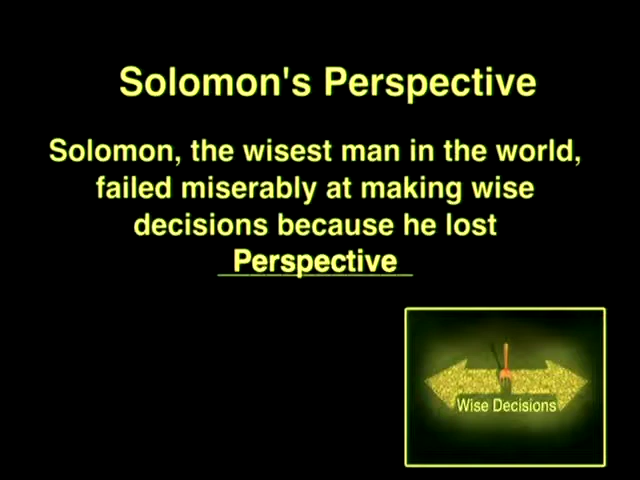 Solomon's Perspective
Solomon, the wisest man in the world,
failed miserably at making wise
decisions because he lost
Perspective
Wise Decisions